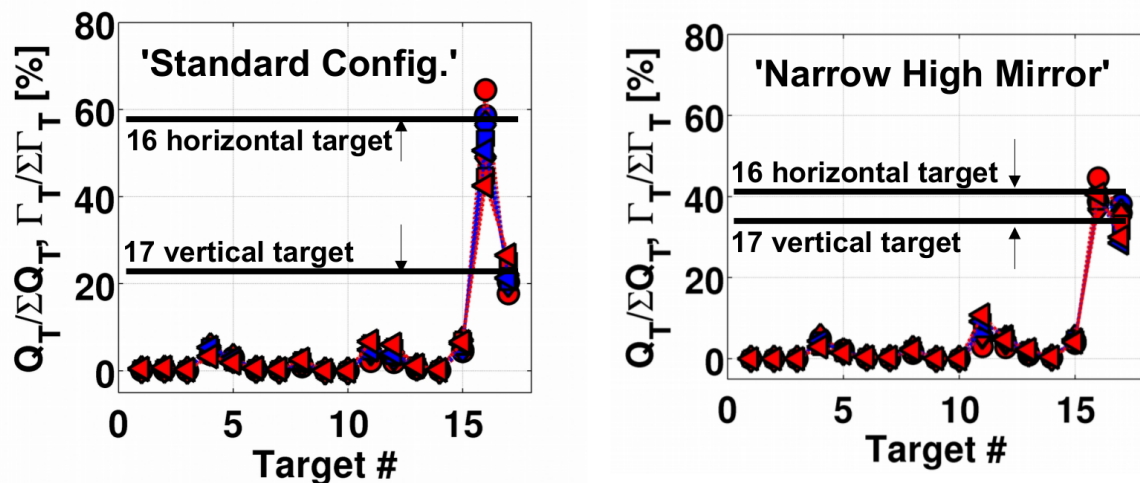 Q_T/ΣQ_T, Γ_T/ΣΓ_T [%]
80
60
40
20
0
'Standard Config.'
16 horizontal target
17 vertical target
0 5 10 15
Target #
Q_T/ΣQ_T, Γ_T/ΣΓ_T [%]
80
60
40
20
0
'Narrow High Mirror'
16 horizontal target
17 vertical target
0 5 10 15
Target #